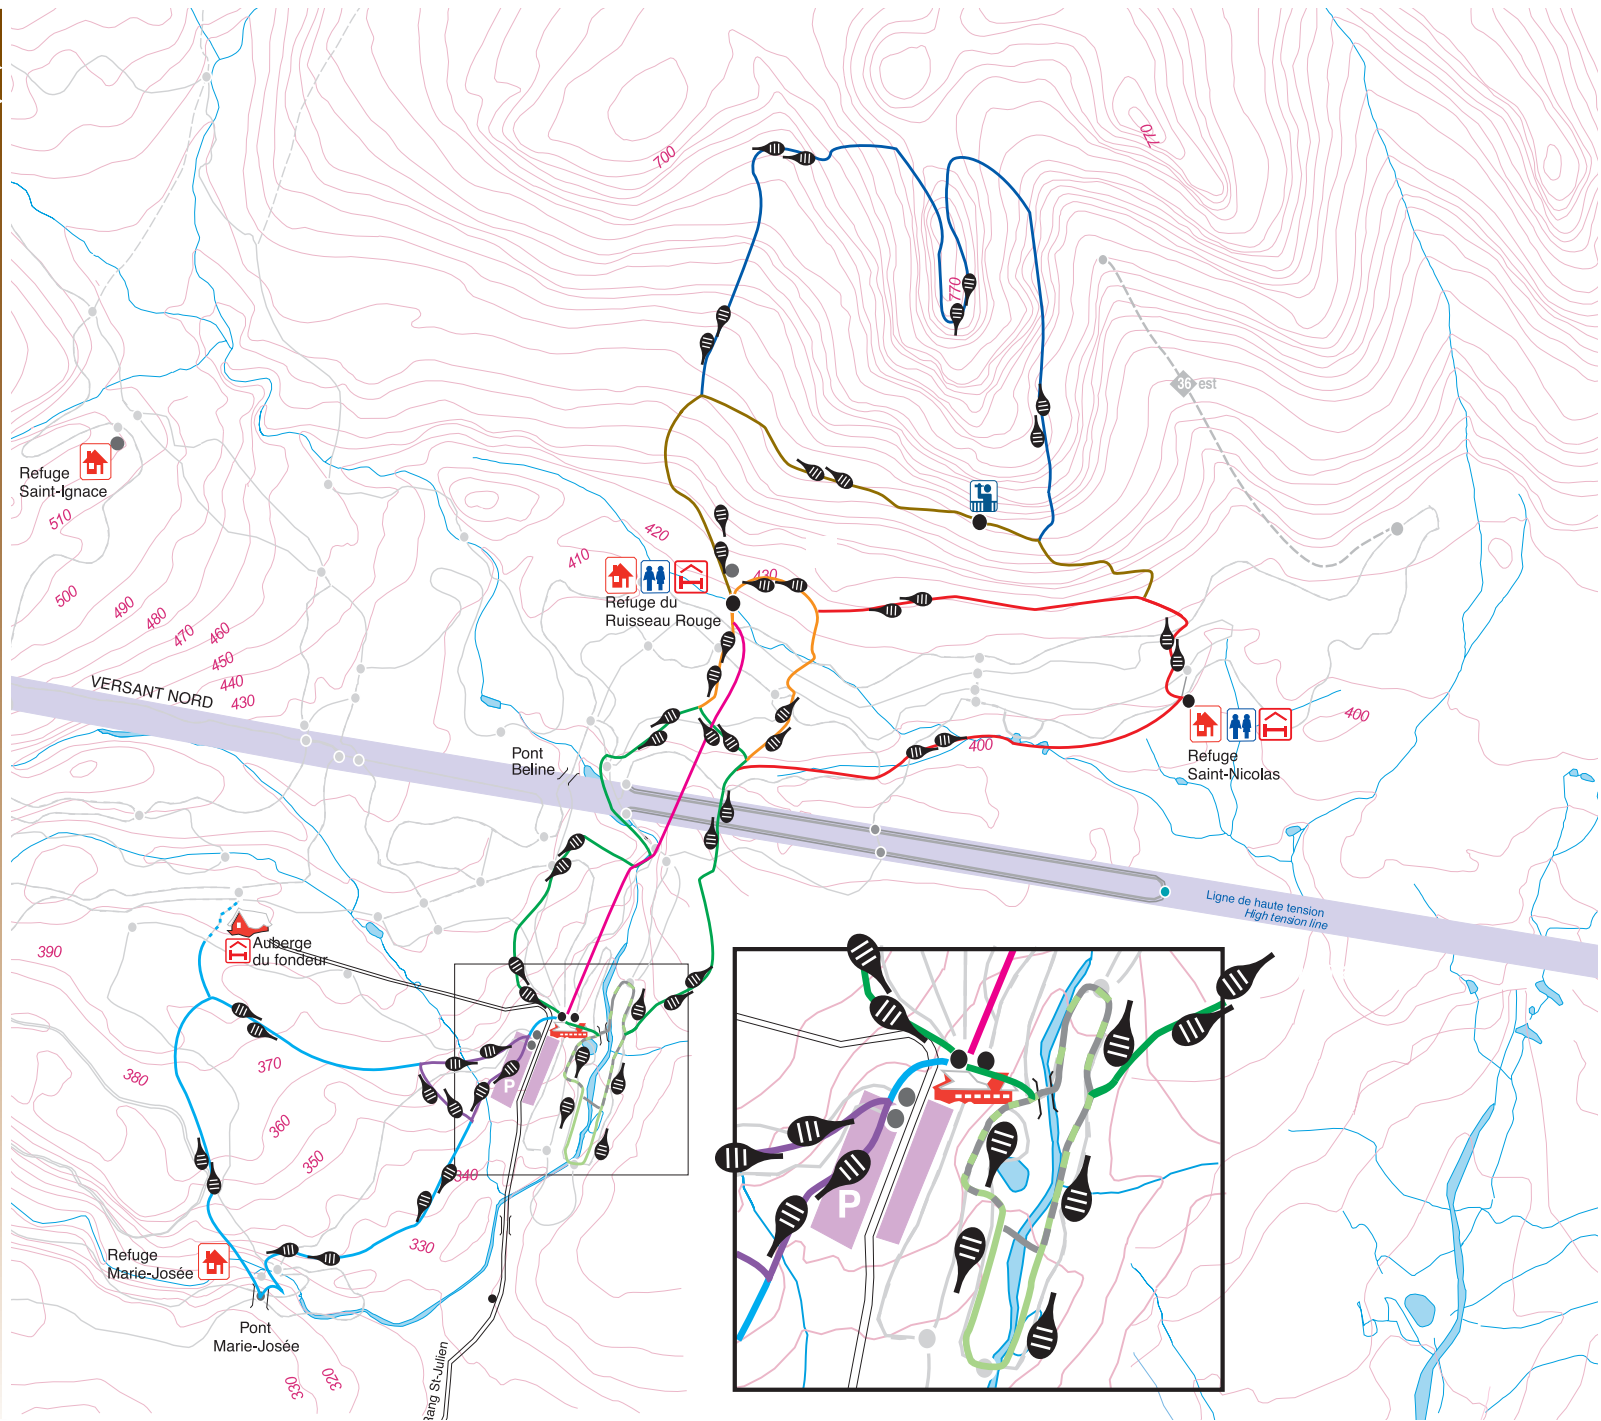 700
770
770
36 est
Refuge
Saint-Ignace
510
500
490
480
470
460
450
440
430
420
410
430
Refuge du
Ruisseau Rouge
VERSANT NORD
Pont
Beline
400
400
Refuge
Saint-Nicolas
Ligne de haute tension
High tension line
390
Auberge
du fondeur
380
370
360
350
340
330
P
P
Refuge
Marie-Josée
Pont
Marie-Josée
330
320
Rang St-Julien